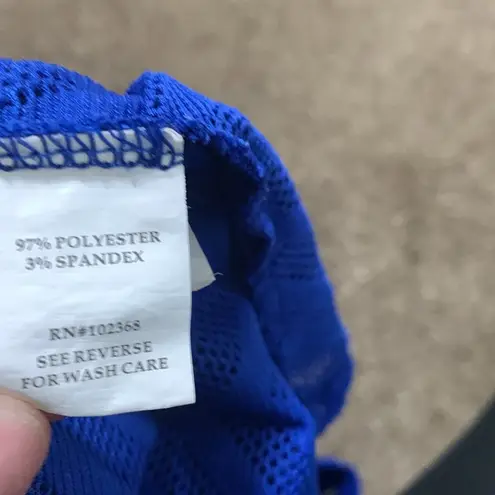 97% POLYESTER
3% SPANDEX
RN#102368
SEE REVERSE
FOR WASH CARE